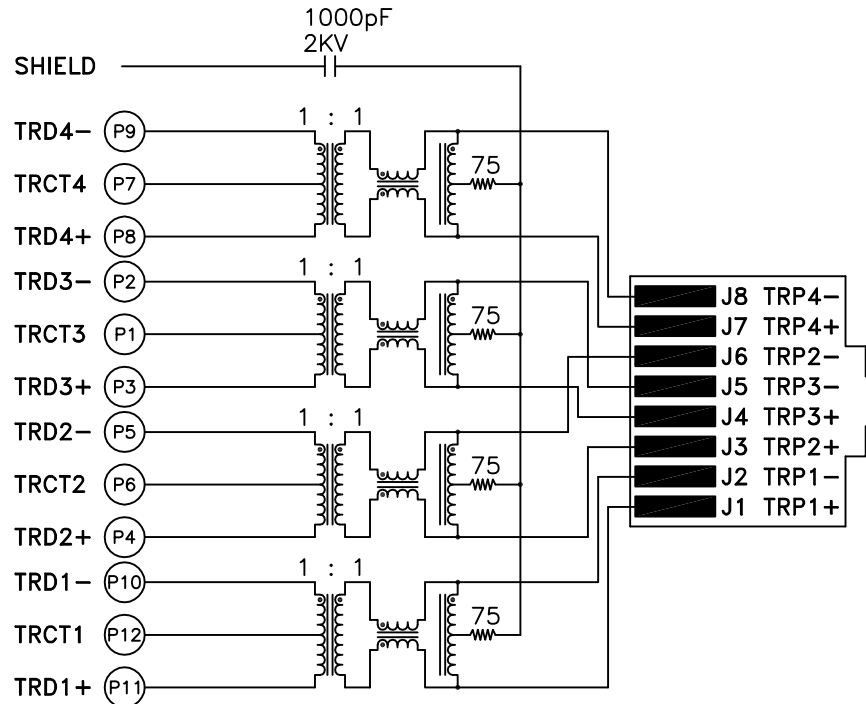 1000pF
2KV
SHIELD
1 : 1
TRD4- P9
TRCT4 P7 75
TRD4+ P8
1 : 1
TRD3- P2
TRCT3 P1 75
TRD3+ P3
1 : 1
TRD2- P5
TRCT2 P6 75
TRD2+ P4
1 : 1
TRD1- P10
TRCT1 P12 75
TRD1+ P11
J8 TRP4-
J7 TRP4+
J6 TRP2-
J5 TRP3-
J4 TRP3+
J3 TRP2+
J2 TRP1-
J1 TRP1+